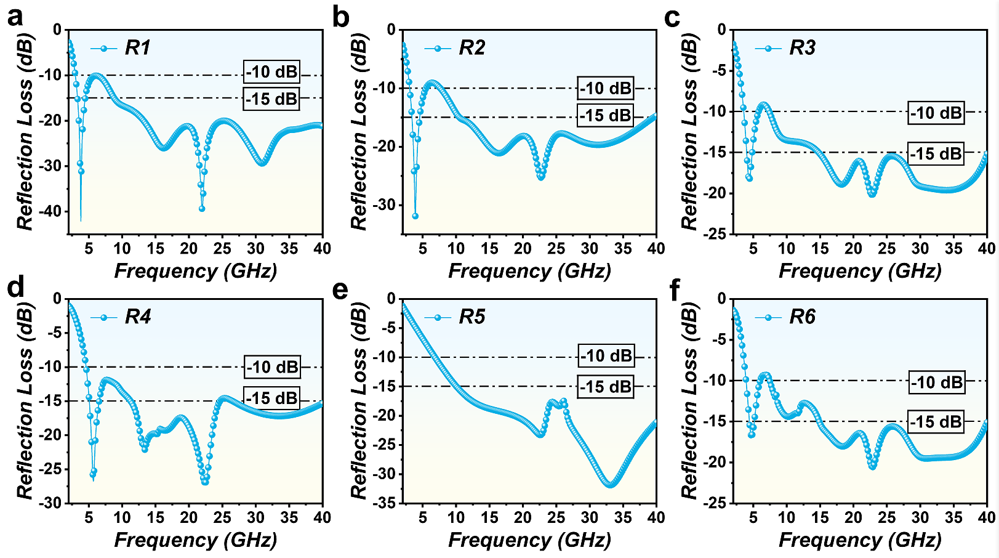 a
R1
-10 dB
-15 dB
0
-10
-20
-30
-40
5 10 15 20 25 30 35 40
Reflection Loss (dB)
Frequency (GHz)
b
R2
-10 dB
-15 dB
0
-10
-20
-30
5 10 15 20 25 30 35 40
Reflection Loss (dB)
Frequency (GHz)
c
R3
-10 dB
-15 dB
0
-5
-10
-15
-20
-25
5 10 15 20 25 30 35 40
Reflection Loss (dB)
Frequency (GHz)
d
R4
-10 dB
-15 dB
0
-5
-10
-15
-20
-25
-30
5 10 15 20 25 30 35 40
Reflection Loss (dB)
Frequency (GHz)
e
R5
-10 dB
-15 dB
0
-5
-10
-15
-20
-25
-30
-35
5 10 15 20 25 30 35 40
Reflection Loss (dB)
Frequency (GHz)
f
R6
-10 dB
-15 dB
0
-5
-10
-15
-20
-25
5 10 15 20 25 30 35 40
Reflection Loss (dB)
Frequency (GHz)